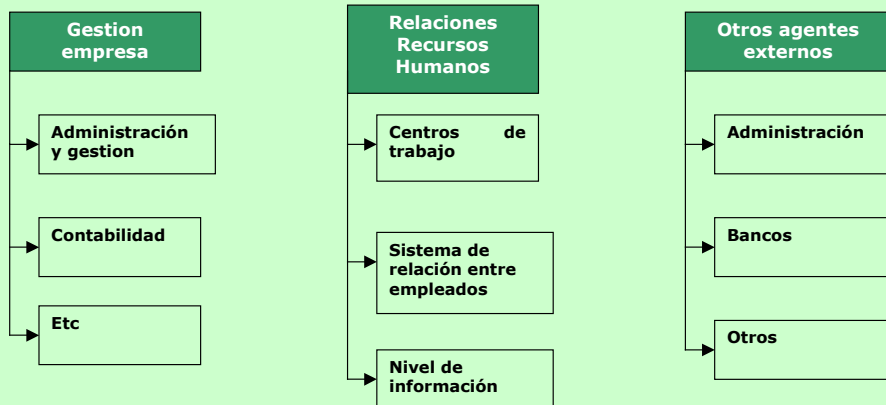 Gestion
empresa
Administración
y gestion
Contabilidad
Etc
Relaciones
Recursos
Humanos
Centros de
trabajo
Sistema de
relación entre
empleados
Nivel de
información
Otros agentes
externos
Administración
Bancos
Otros